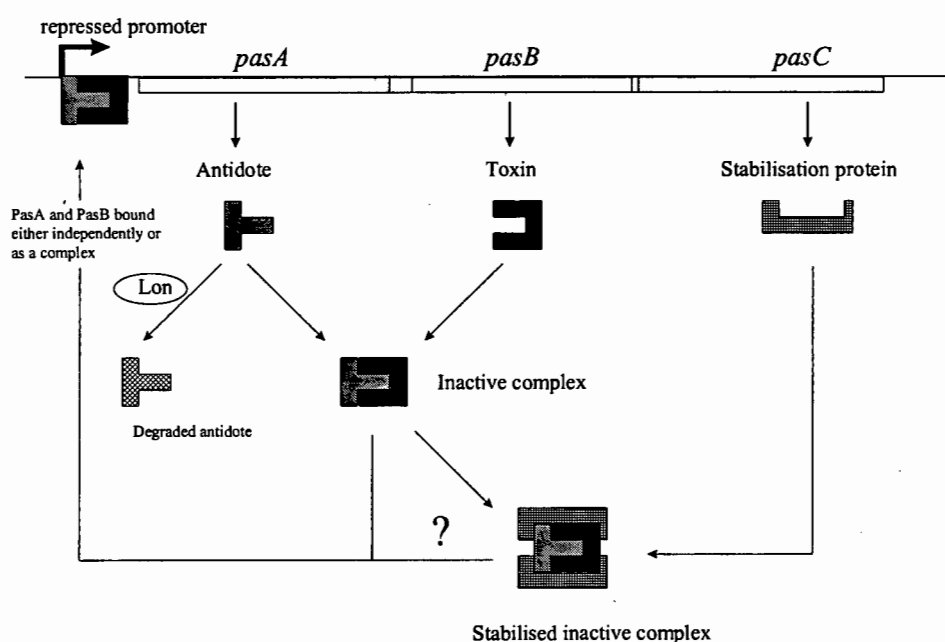 repressed promoter
pasA pasB pasC
Antidote Toxin Stabilisation protein
PasA and PasB bound
either independently or
as a complex
Lon
Inactive complex
Degraded antidote
?
Stabilised inactive complex